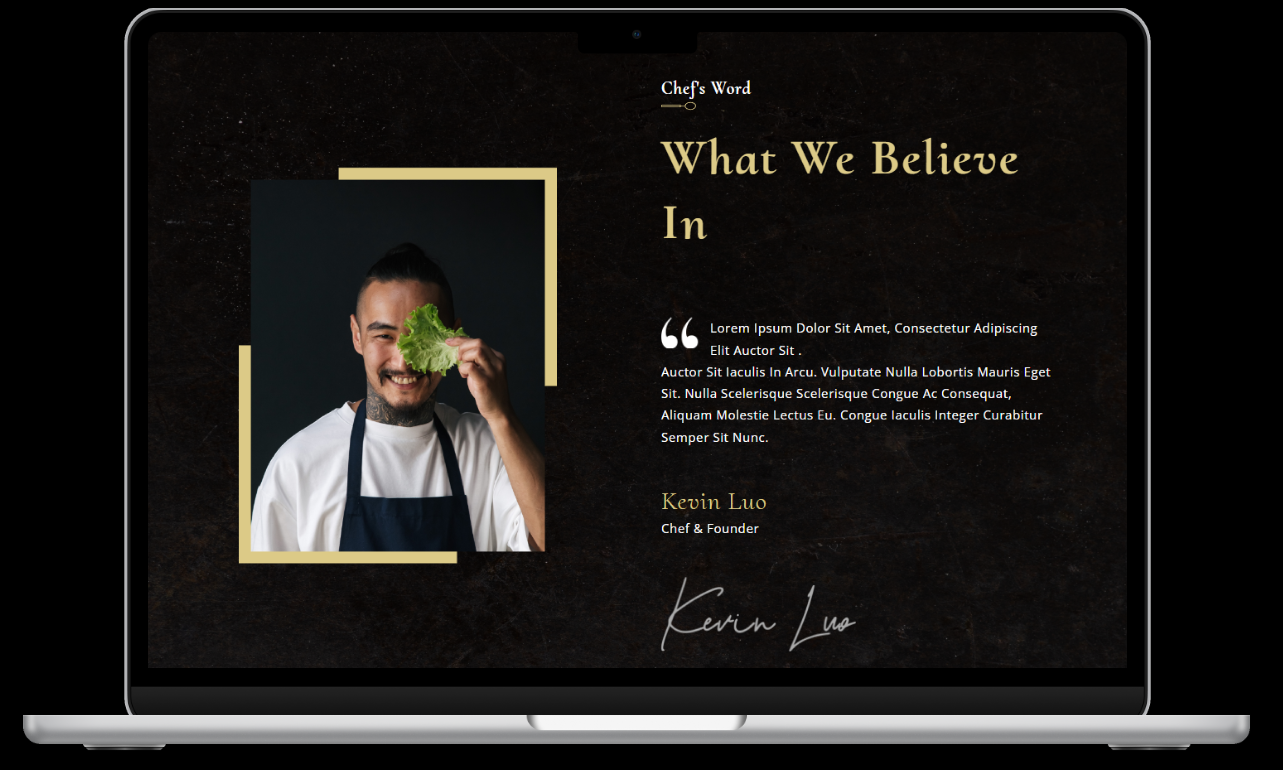 Chef's Word
What We Believe
In
“ Lorem Ipsum Dolor Sit Amet, Consectetur Adipiscing
Elit Auctor Sit .
Auctor Sit Iaculis In Arcu. Vulputate Nulla Lobortis Mauris Eget
Sit. Nulla Scelerisque Scelerisque Congue Ac Consequat,
Aliquam Molestie Lectus Eu. Congue Iaculis Integer Curabitur
Semper Sit Nunc.
Kevin Luo
Chef & Founder
Kevin Luo